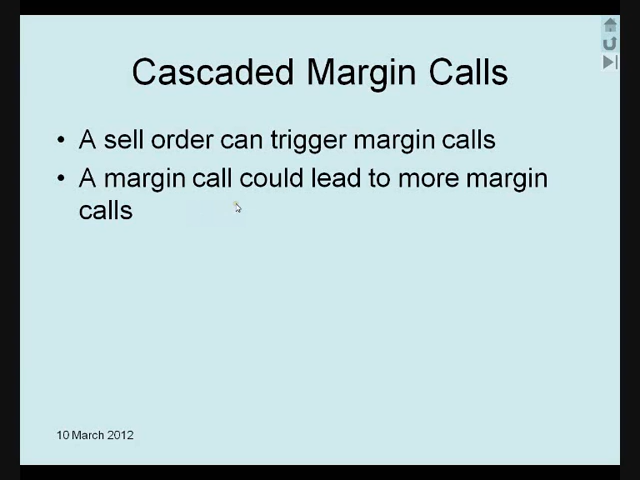 Cascaded Margin Calls
• A sell order can trigger margin calls
• A margin call could lead to more margin
calls
10 March 2012